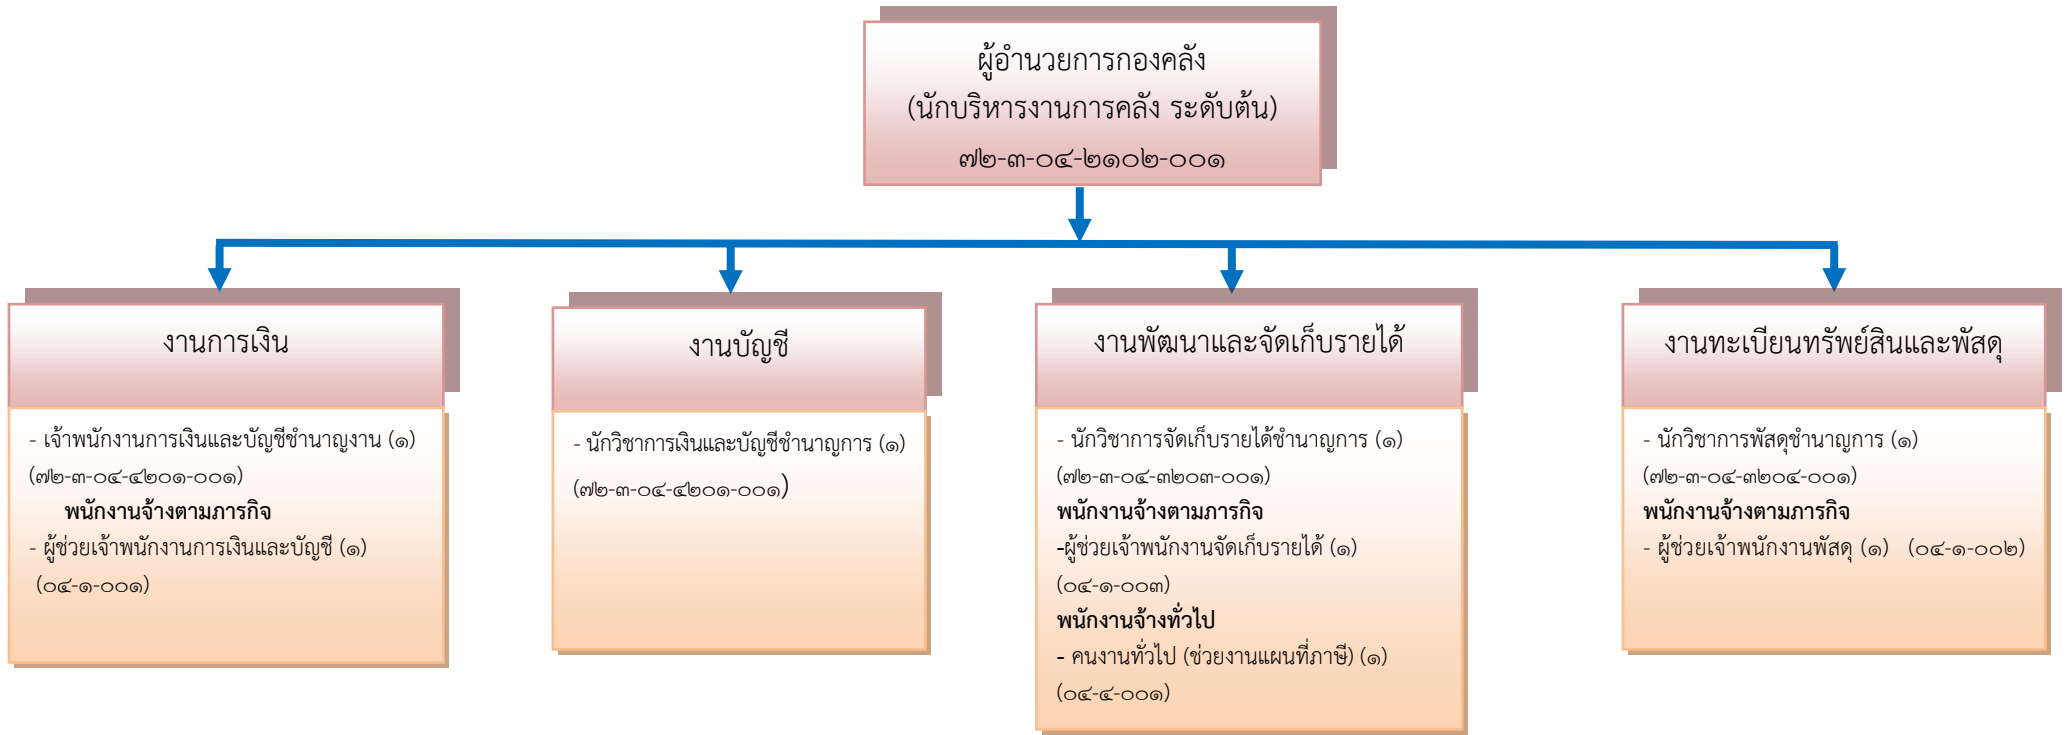 ผู้อำนวยการกองคลัง
(นักบริหารงานการคลัง ระดับต้น)
๗๒-๓-๐๔-๒๑๐๒-๐๐๑
งานการเงิน
- เจ้าพนักงานการเงินและบัญชีชำนาญงาน (๑)
(๗๒-๓-๐๔-๔๒๐๑-๐๐๑)
พนักงานจ้างตามภารกิจ
- ผู้ช่วยเจ้าพนักงานการเงินและบัญชี (๑)
(๐๔-๑-๐๐๑)
งานบัญชี
- นักวิชาการเงินและบัญชีชำนาญการ (๑)
(๗๒-๓-๐๔-๔๒๐๑-๐๐๑)
งานพัฒนาและจัดเก็บรายได้
- นักวิชาการจัดเก็บรายได้ชำนาญการ (๑)
(๗๒-๓-๐๔-๓๒๐๓-๐๐๑)
พนักงานจ้างตามภารกิจ
-ผู้ช่วยเจ้าพนักงานจัดเก็บรายได้ (๑)
(๐๔-๑-๐๐๓)
พนักงานจ้างทั่วไป
- คนงานทั่วไป (ช่วยงานแผนที่ภาษี) (๑)
(๐๔-๔-๐๐๑)
งานทะเบียนทรัพย์สินและพัสดุ
- นักวิชาการพัสดุชำนาญการ (๑)
(๗๒-๓-๐๔-๓๒๐๔-๐๐๑)
พนักงานจ้างตามภารกิจ
- ผู้ช่วยเจ้าพนักงานพัสดุ (๑) (๐๔-๑-๐๐๒)